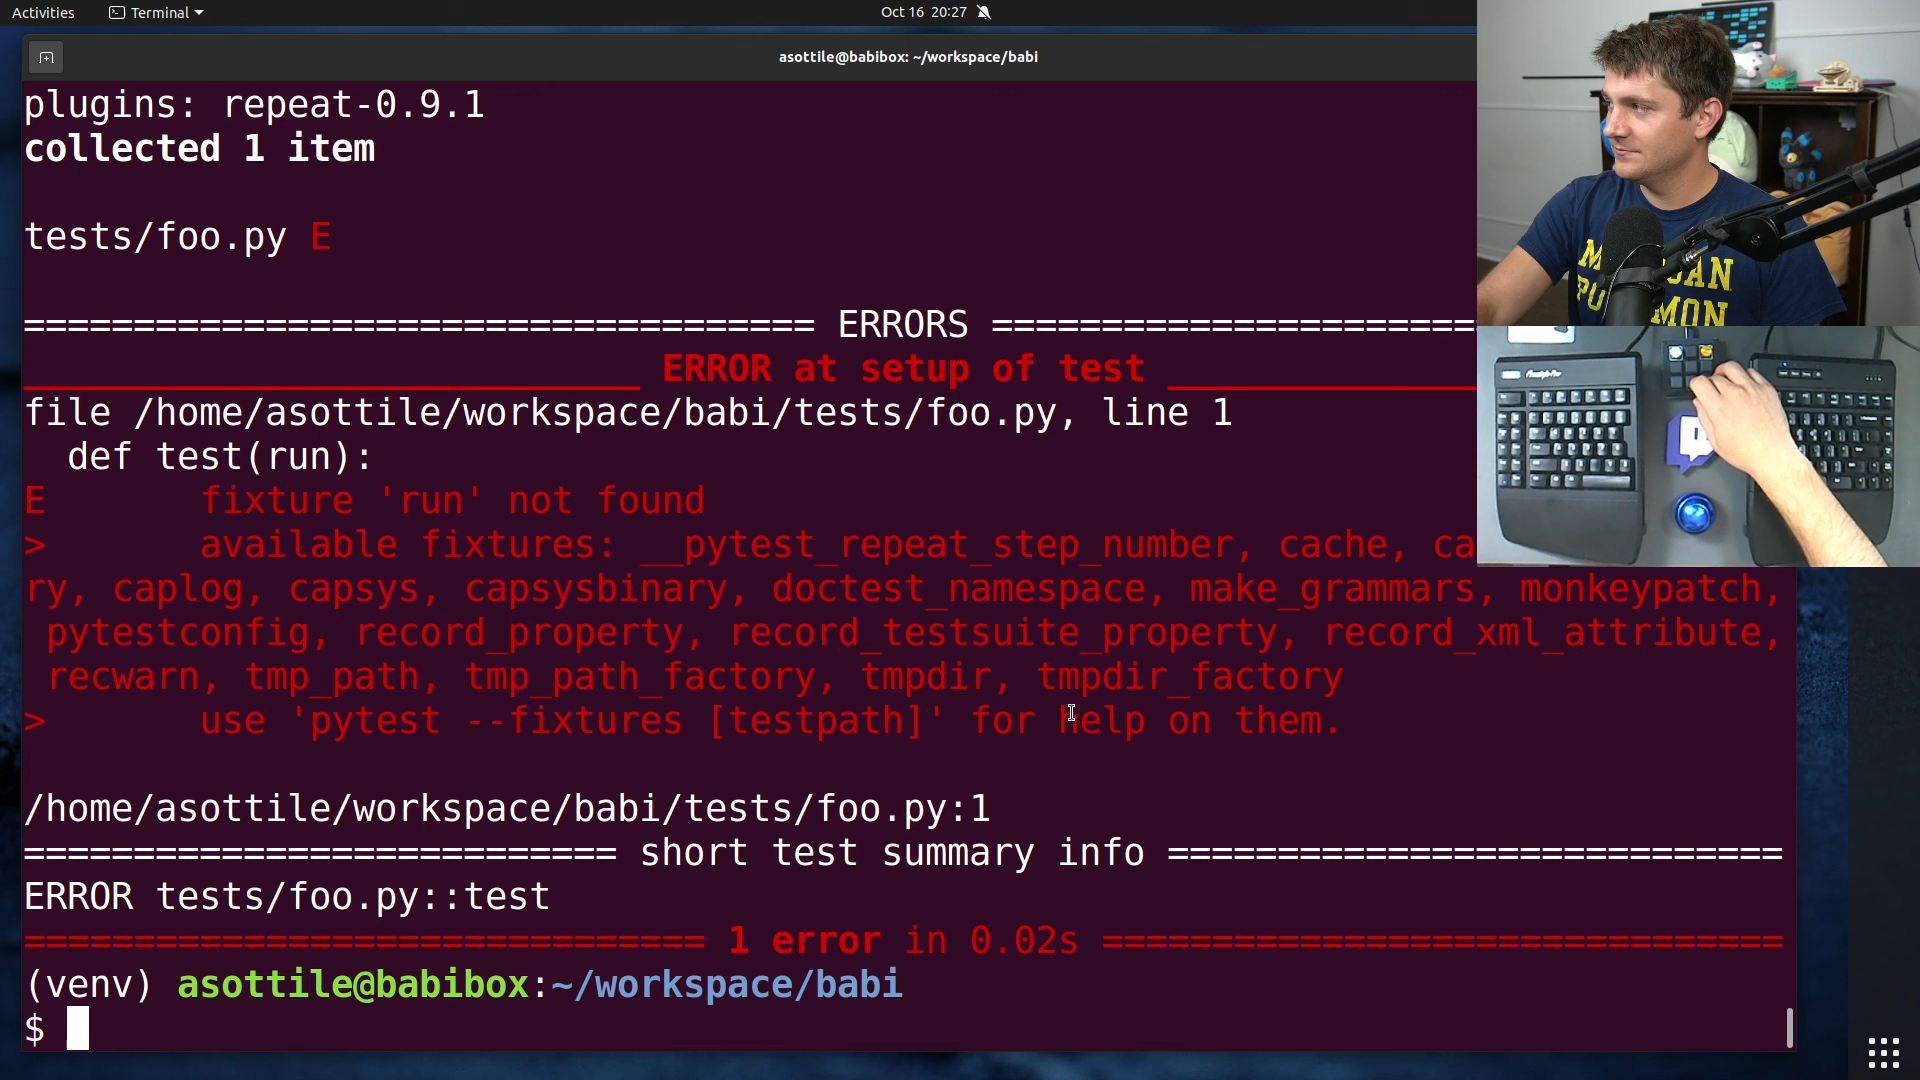 Activities
Terminal
Oct 16 20:27
asottile@babibox: ~/workspace/babi
plugins: repeat-0.9.1
collected 1 item
tests/foo.py E
==================================== ERRORS ======================
ERROR at setup of test
file /home/asottile/workspace/babi/tests/foo.py, line 1
def test(run):
E fixture 'run' not found
> available fixtures: __pytest_repeat_step_number, cache, ca
ry, caplog, capsys, capsysbinary, doctest_namespace, make_grammars, monkeypatch,
pytestconfig, record_property, record_testsuite_property, record_xml_attribute,
recwarn, tmp_path, tmp_path_factory, tmpdir, tmpdir_factory
> use 'pytest --fixtures [testpath]' for help on them.
/home/asottile/workspace/babi/tests/foo.py:1
=========================== short test summary info ============================
ERROR tests/foo.py::test
=============================== 1 error in 0.02s ===============================
(venv) asottile@babibox:~/workspace/babi
$